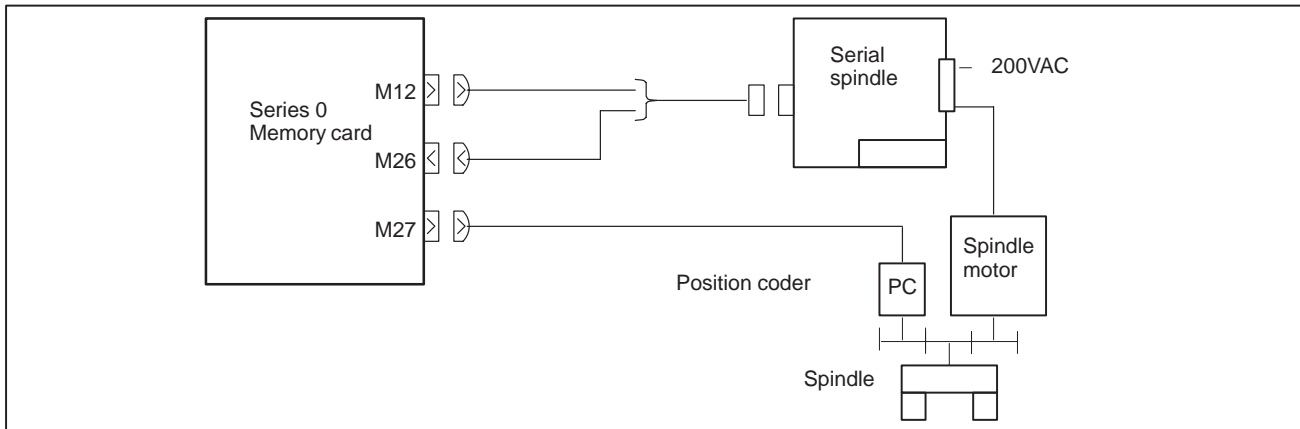 Serial
spindle
200VAC
M12
Series 0
Memory card
M26
M27
Spindle
motor
Position coder
PC
Spindle